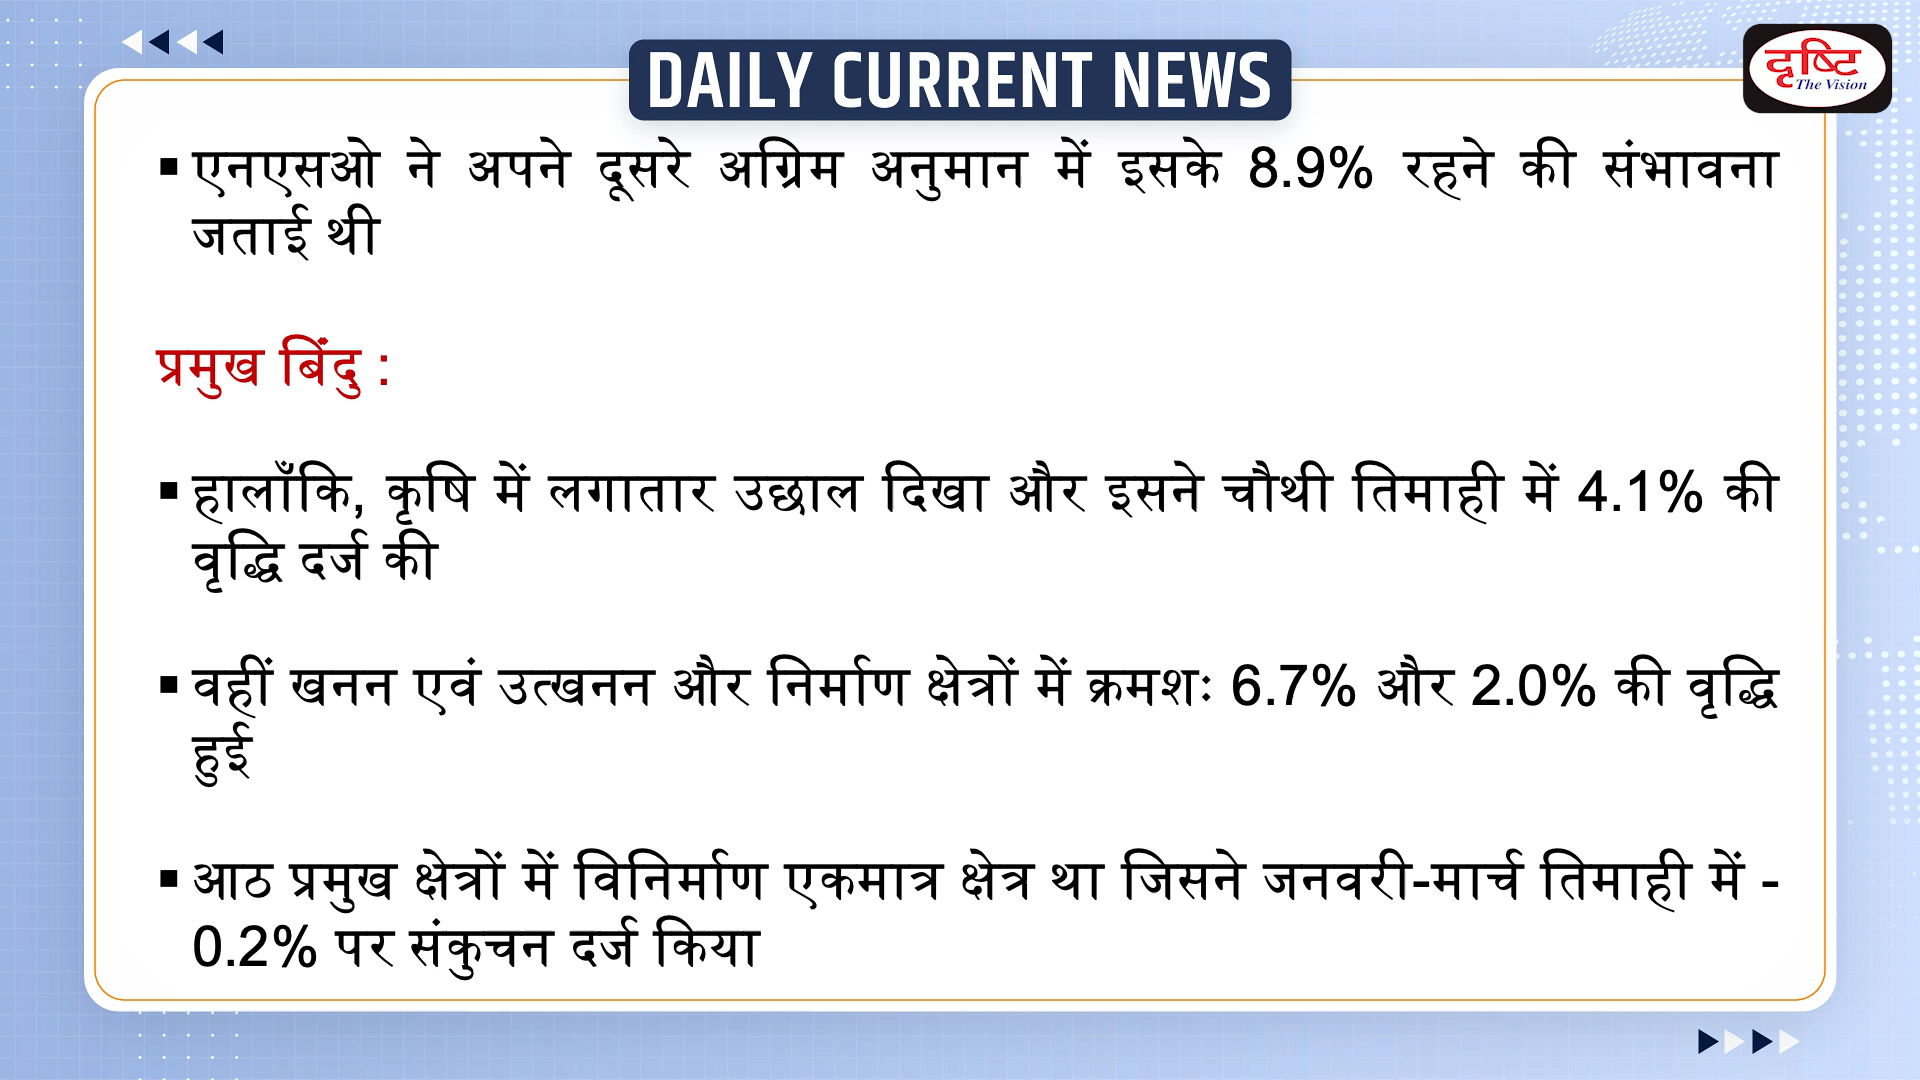 DAILY CURRENT NEWS
दृष्टि
The Vision
▪ एनएसओ ने अपने दूसरे अग्रिम अनुमान में इसके 8.9% रहने की संभावना
जताई थी
प्रमुख बिंदु :
▪ हालाँकि, कृषि में लगातार उछाल दिखा और इसने चौथी तिमाही में 4.1% की
वृद्धि दर्ज की
▪ वहीं खनन एवं उत्खनन और निर्माण क्षेत्रों में क्रमशः 6.7% और 2.0% की वृद्धि
हुई
▪ आठ प्रमुख क्षेत्रों में विनिर्माण एकमात्र क्षेत्र था जिसने जनवरी-मार्च तिमाही में -
0.2% पर संकुचन दर्ज किया